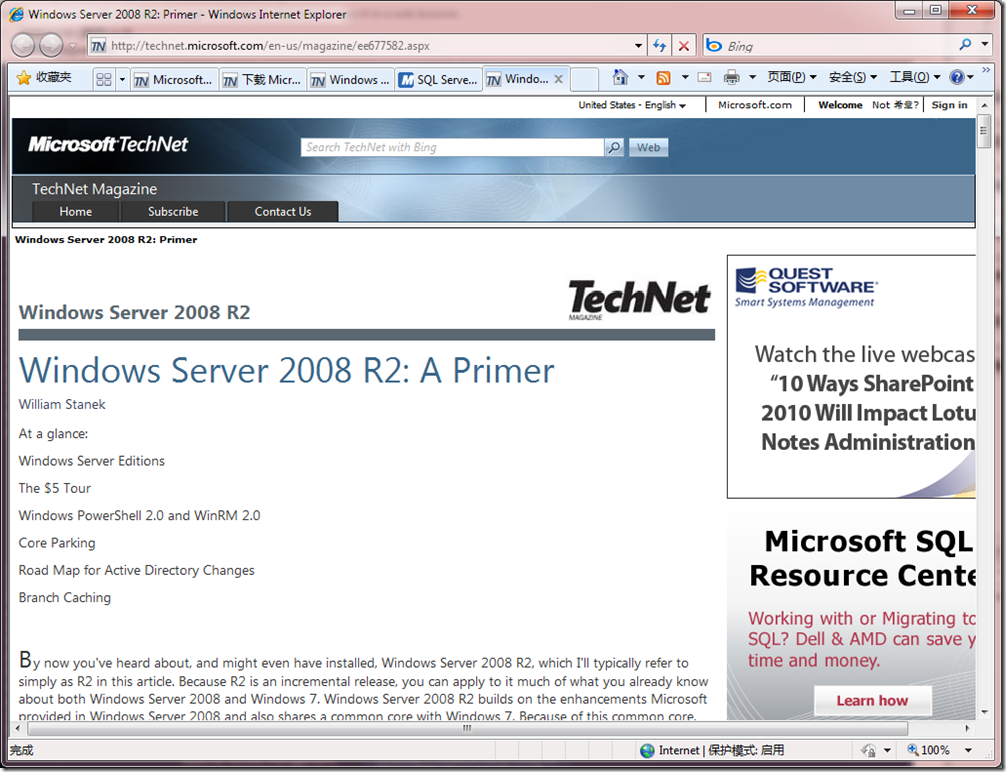 Windows Server 2008 R2: Primer - Windows Internet Explorer
http://technet.microsoft.com/en-us/magazine/ee677582.aspx
Bing
收藏夹
Microsoft...
下载 Micr...
Windows ...
SQL Serve...
Windo...
页面(P)
安全(S)
工具(O)
United States - English
Microsoft.com
Welcome
Not 希章?
Sign in
Microsoft TechNet
Search TechNet with Bing
Web
TechNet Magazine
Home
Subscribe
Contact Us
Windows Server 2008 R2: Primer
Windows Server 2008 R2
TechNet
MAGAZINE
Windows Server 2008 R2: A Primer
William Stanek
At a glance:
Windows Server Editions
The $5 Tour
Windows PowerShell 2.0 and WinRM 2.0
Core Parking
Road Map for Active Directory Changes
Branch Caching
By now you've heard about, and might even have installed, Windows Server 2008 R2, which I'll typically refer to
simply as R2 in this article. Because R2 is an incremental release, you can apply to it much of what you already know
about both Windows Server 2008 and Windows 7. Windows Server 2008 R2 builds on the enhancements Microsoft
provided in Windows Server 2008 and also shares a common core with Windows 7. Because of this common core,
QUEST
SOFTWARE
Smart Systems Management
Watch the live webcas
"10 Ways SharePoint
2010 Will Impact Lotu
Notes Administration
Microsoft SQL
Resource Cente
Working with or Migrating to
SQL? Dell & AMD can save y
time and money.
Learn how
完成
Internet | 保护模式: 启用
100%